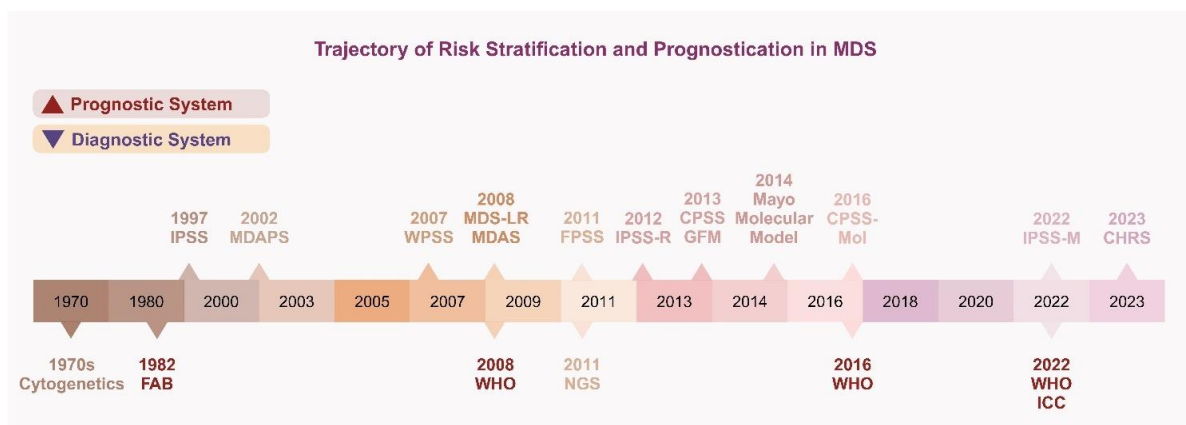 Trajectory of Risk Stratification and Prognostication in MDS
Prognostic System
Diagnostic System
1997
IPSS
2002
MDAPS
2007
WPSS
2008
MDS-LR
MDAS
2011
FPSS
2012
IPSS-R
2013
CPSS
GFM
2014
Mayo
Molecular
Model
2016
CPSS-
Mol
2022
IPSS-M
2023
CHRS
1970
1980
2000
2003
2005
2007
2009
2011
2013
2014
2016
2018
2020
2022
2023
1970s
Cytogenetics
1982
FAB
2008
WHO
2011
NGS
2016
WHO
2022
WHO
ICC